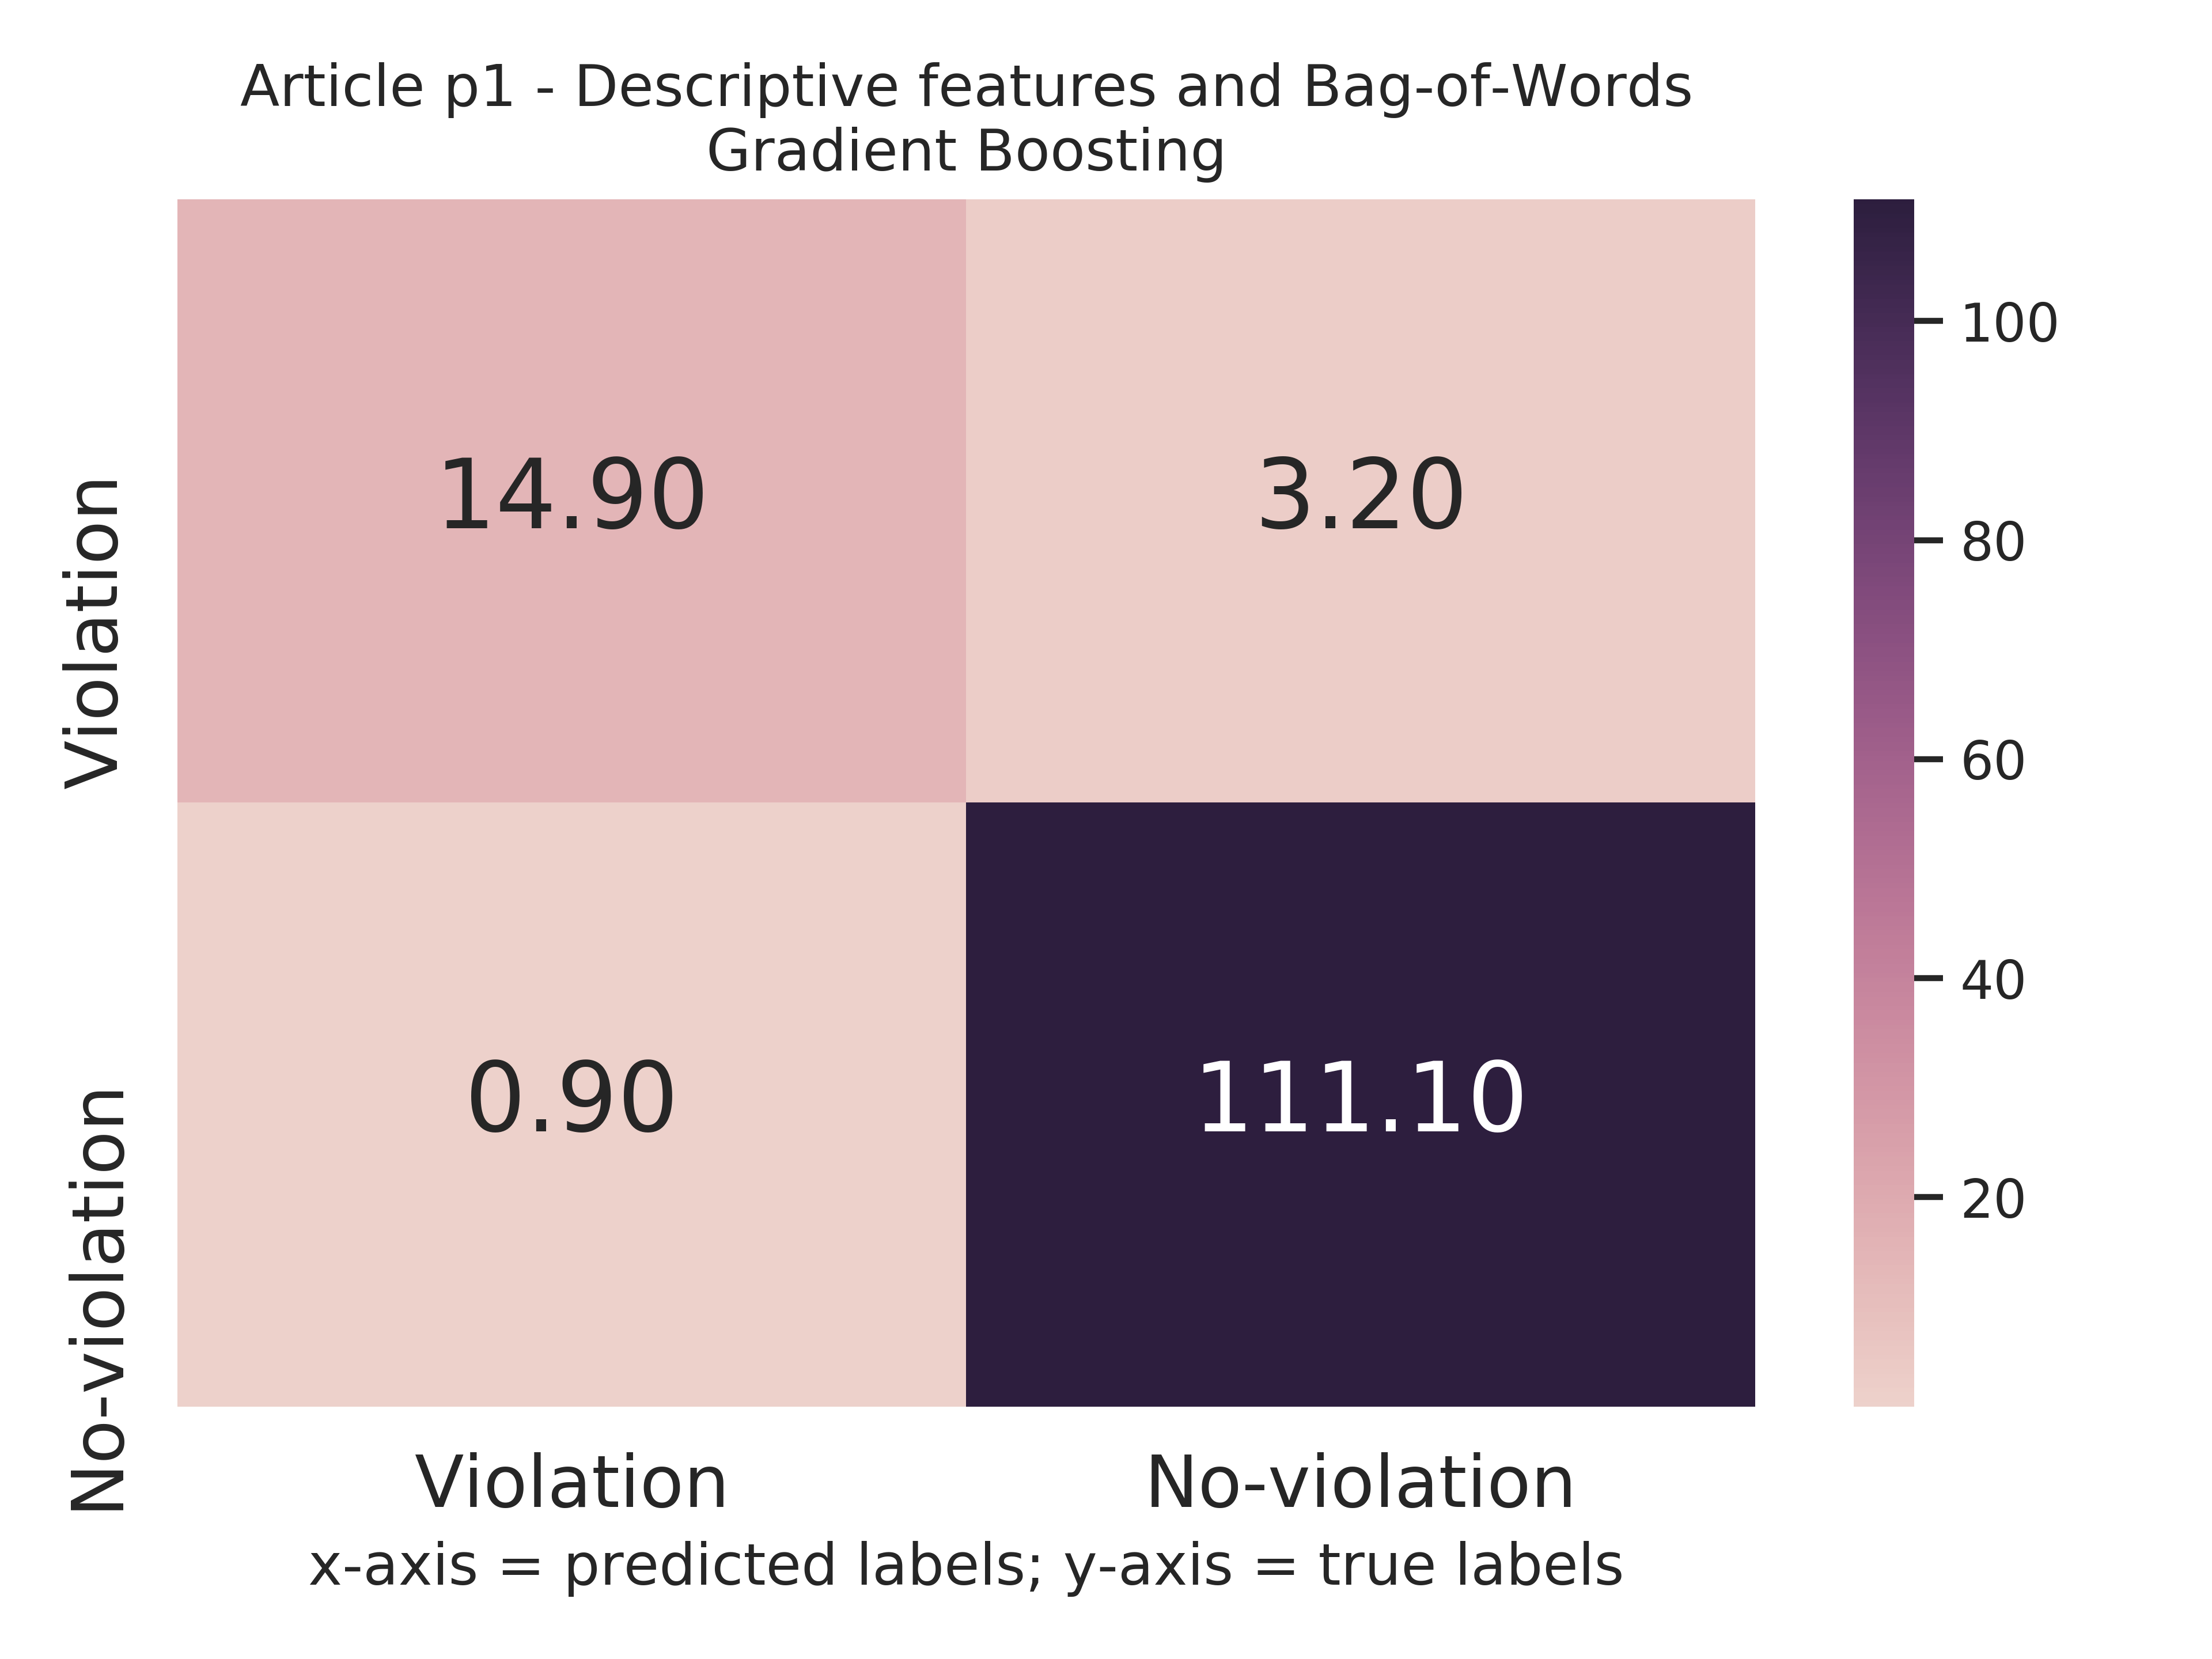 Article p1 - Descriptive features and Bag-of-Words
Gradient Boosting
Violation
14.90
3.20
No-violation
0.90
111.10
100
80
60
40
20
Violation
No-violation
x-axis = predicted labels; y-axis = true labels